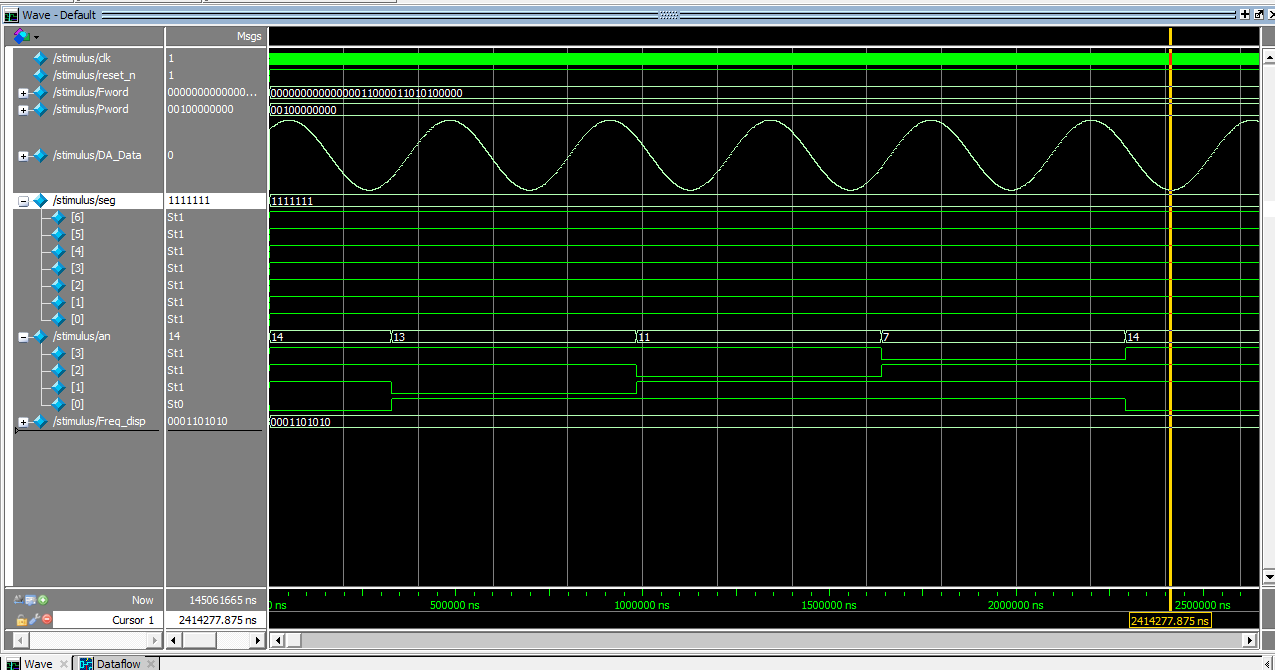 Wave - Default
Msgs
/stimulus/clk 1
/stimulus/reset_n 1
/stimulus/Fword 0000000000000... 00000000000000011000011010100000
/stimulus/Pword 00100000000 00100000000
/stimulus/DA_Data 0
/stimulus/seg 1111111 1111111
[6] St1
[5] St1
[4] St1
[3] St1
[2] St1
[1] St1
[0] St1
/stimulus/an 14 14 13 11 7 14
[3] St1
[2] St1
[1] St1
[0] St0
/stimulus/Freq_disp 0001101010 0001101010
Now 145061665 ns 0 ns 500000 ns 1000000 ns 1500000 ns 2000000 ns 2500000 ns
Cursor 1 2414277.875 ns 2414277.875 ns
Wave Dataflow